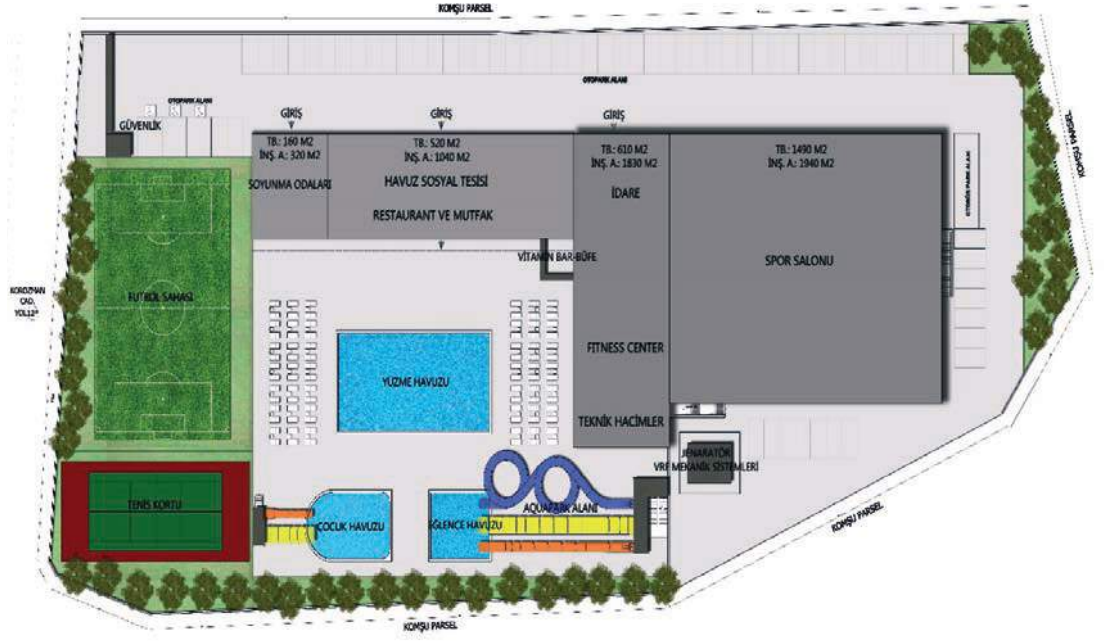 KOMŞU PARSEL
OTOPARK ALANI
OTOPARK ALANI
GÜVENLİK
GİRİŞ
GİRİŞ
GİRİŞ
TB.: 160 M2
İNŞ. A.: 320 M2
SOYUNMA ODALARI
TB.: 520 M2
İNŞ. A.: 1040 M2
HAVUZ SOSYAL TESİSİ
RESTAURANT VE MUTFAK
TB.: 610 M2
İNŞ. A.: 1830 M2
İDARE
TB.: 1490 M2
İNŞ. A.: 1940 M2
SPOR SALONU
KOMŞU PARSEL
VİTAMİN BAR-BÜFE
FUTBOL SAHASI
CAD.
FITNESS CENTER
YÜZME HAVUZU
TEKNİK HACİMLER
JENARATÖR
VRF MEKANİK SİSTEMLERİ
TENİS KORTU
ÇOCUK HAVUZU
EĞLENCE HAVUZU
AQUAPARK ALANI
KOMŞU PARSEL
KOMŞU PARSEL